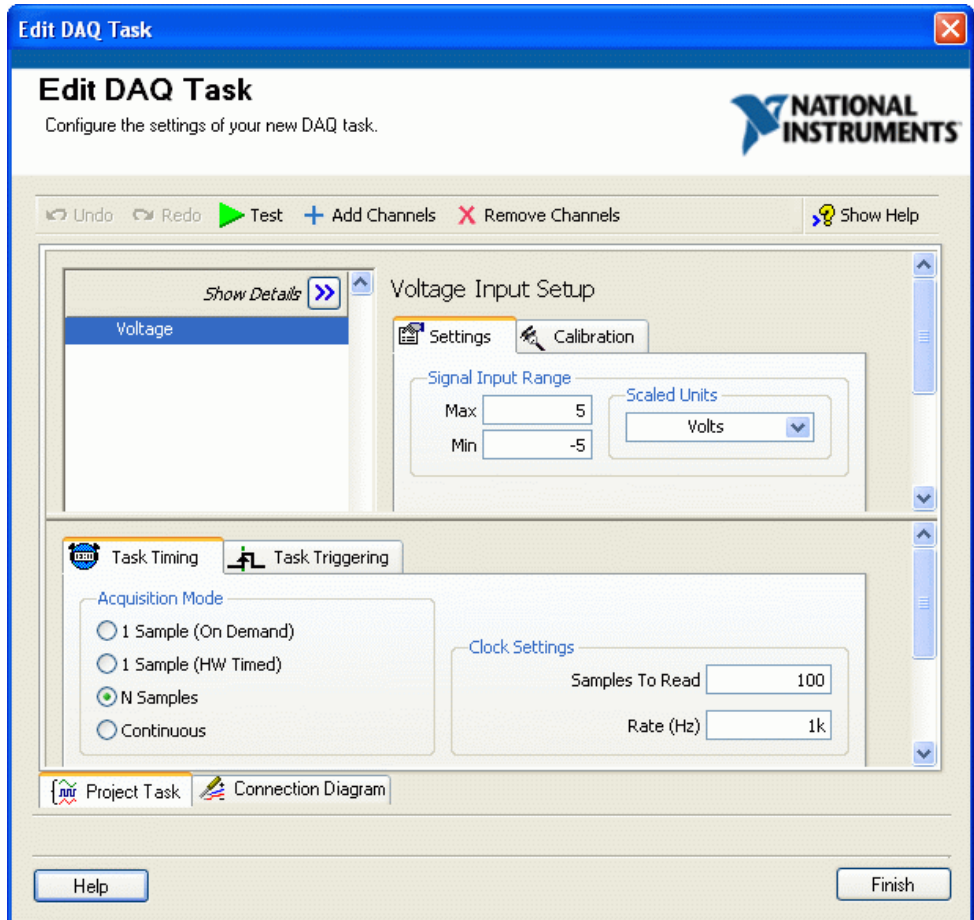 Edit DAQ Task
Edit DAQ Task
Configure the settings of your new DAQ task.
NATIONAL
INSTRUMENTS
Undo Redo Test Add Channels Remove Channels Show Help
Show Details
Voltage
Voltage Input Setup
Settings Calibration
Signal Input Range
Max 5
Min -5
Scaled Units
Volts
Task Timing Task Triggering
Acquisition Mode
1 Sample (On Demand)
1 Sample (HW Timed)
N Samples
Continuous
Clock Settings
Samples To Read 100
Rate (Hz) 1k
Project Task Connection Diagram
Help Finish